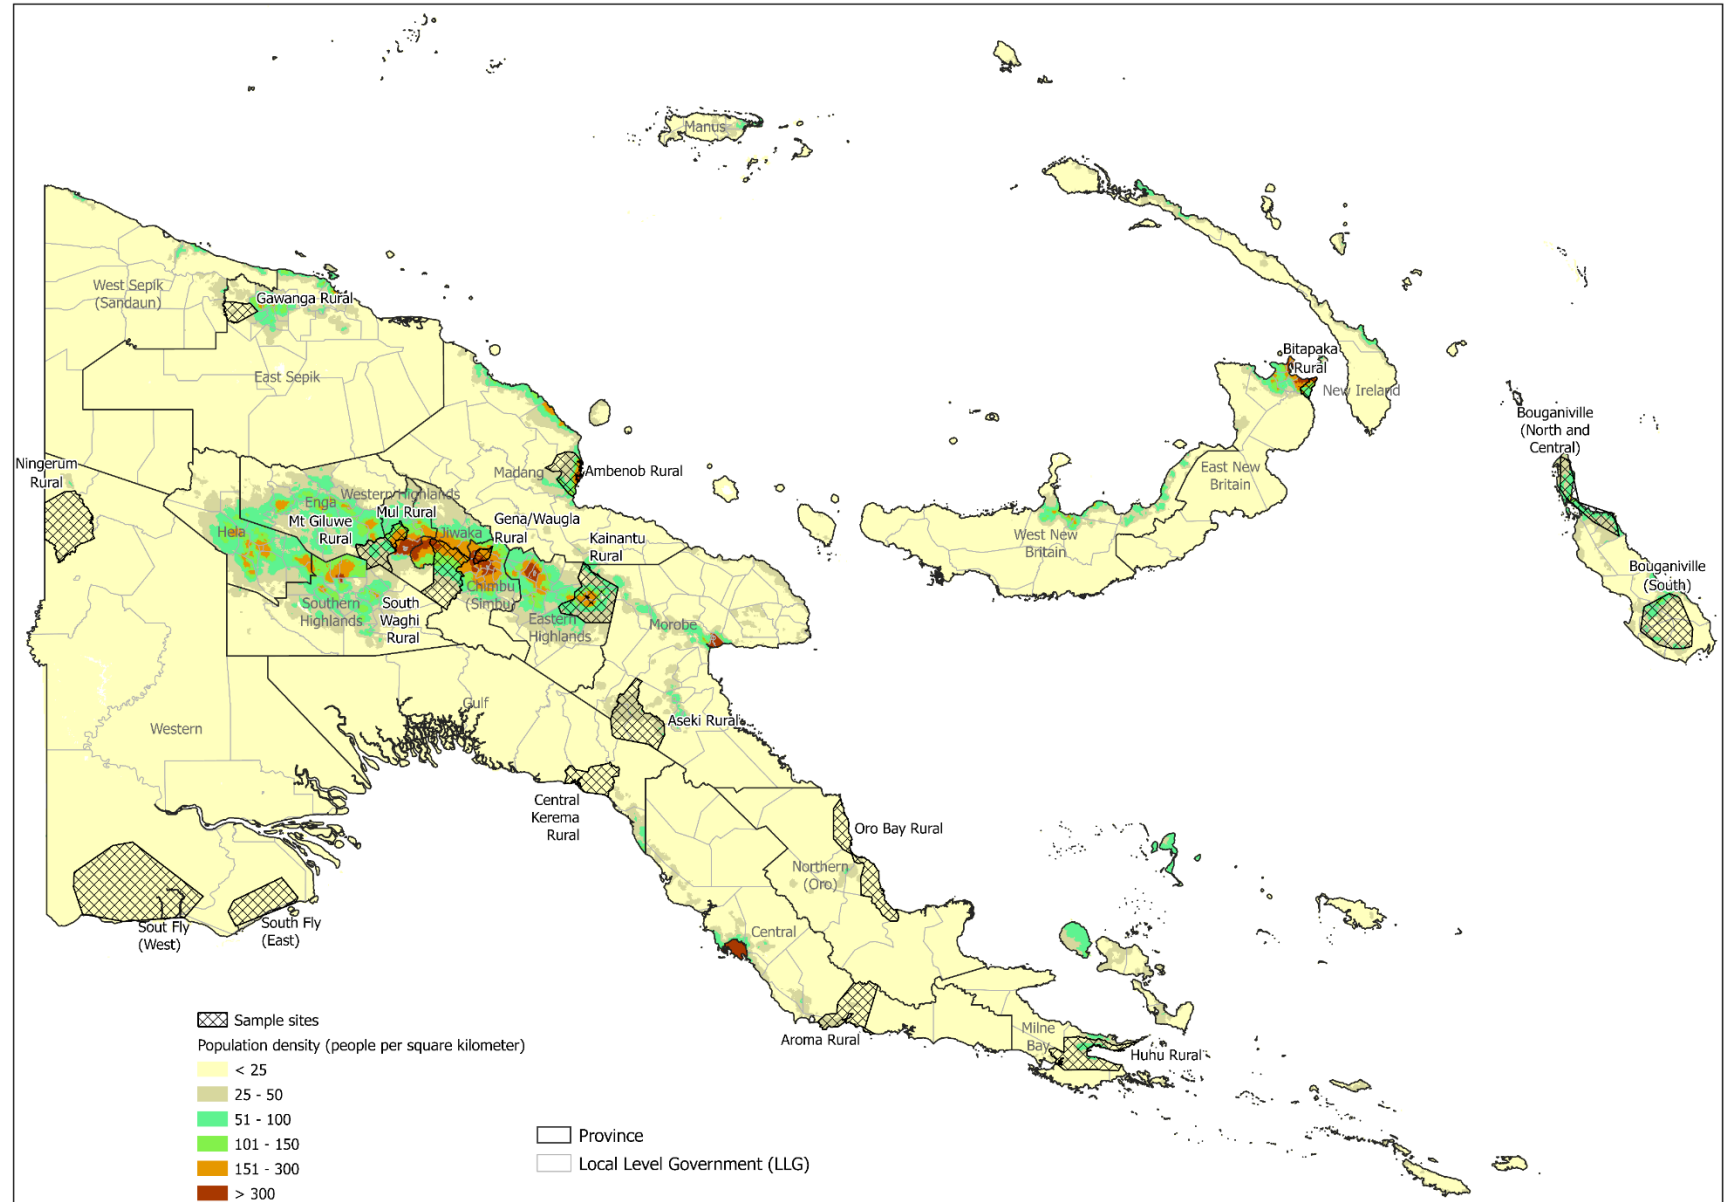 Manus
West Sepik
(Sandaun)
Gawanga Rural
East Sepik
Bitapaka
Rural
New Ireland
Bouganiville
(North and
Central)
Ningerum
Rural
Madang
Ambenob Rural
East New
Britain
Western Highlands
Enga
Mul Rural
Mt Giluwe
Rural
Hela
Jiwaka
Gena/Waugla
Rural
Kainantu
Rural
West New
Britain
Bouganiville
(South)
Chimbu
(Simbu)
Southern
Highlands
South
Waghi
Rural
Eastern
Highlands
Morobe
Gulf
Western
Aseki Rural
Central
Kerema
Rural
Oro Bay Rural
Northern
(Oro)
Sout Fly
(West)
South Fly
(East)
Central
Aroma Rural
Milne
Bay
Huhu Rural
Sample sites
Population density (people per square kilometer)
< 25
25 - 50
51 - 100
101 - 150
151 - 300
> 300
Province
Local Level Government (LLG)